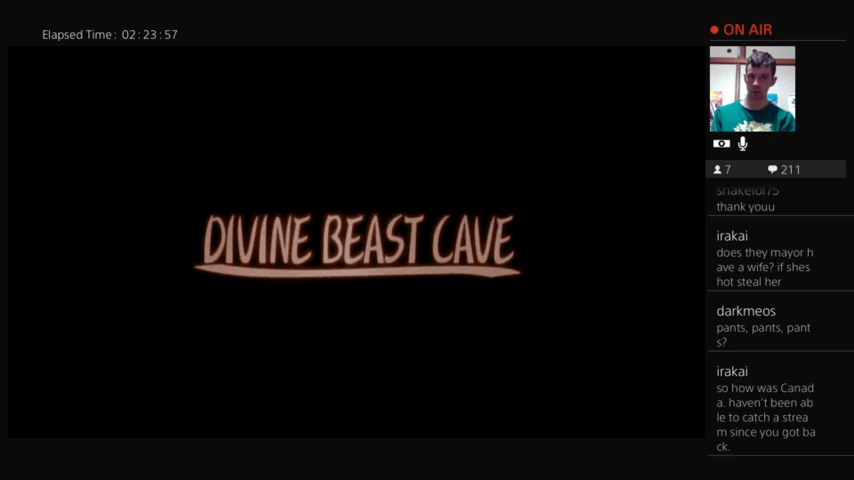 Elapsed Time: 02:23:57
ON AIR
DIVINE BEAST CAVE
7
211
thank youu
irakai
does they mayor h
ave a wife? if shes
hot steal her
darkmeos
pants, pants, pant
s?
irakai
so how was Canad
a. haven't been ab
le to catch a strea
m since you got ba
ck.